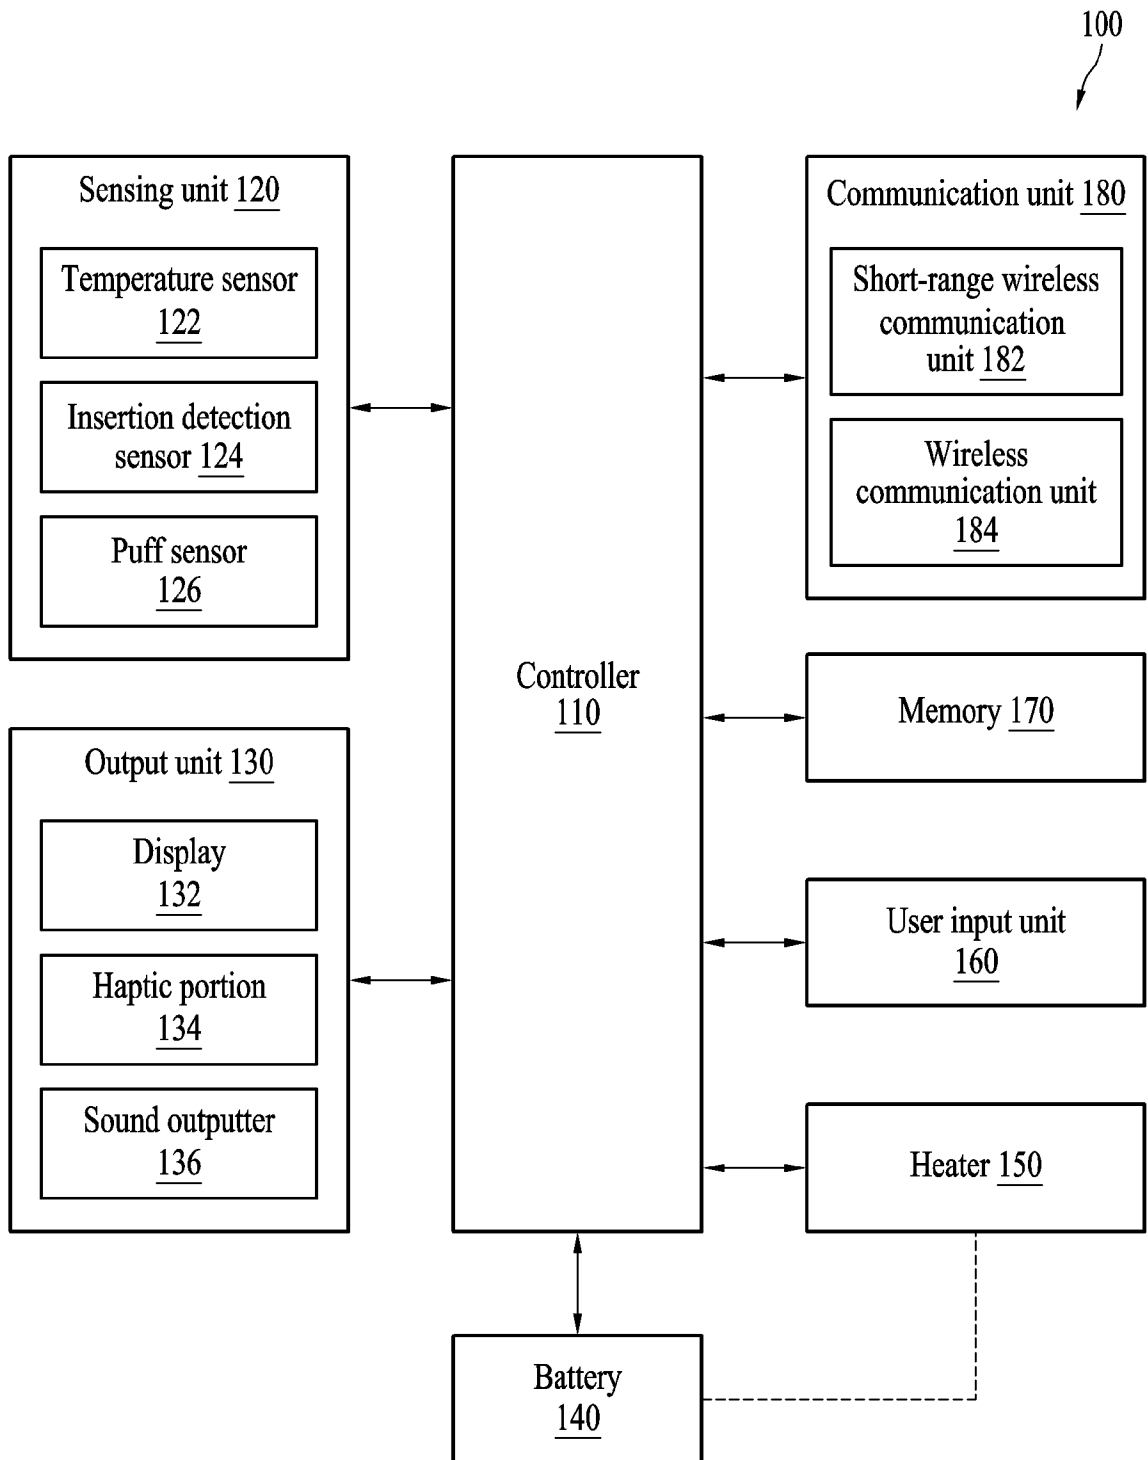 100
Sensing unit 120
Temperature sensor
122
Insertion detection
sensor 124
Puff sensor
126
Output unit 130
Display
132
Haptic portion
134
Sound outputter
136
Controller
110
Battery
140
Communication unit 180
Short-range wireless
communication
unit 182
Wireless
communication unit
184
Memory 170
User input unit
160
Heater 150